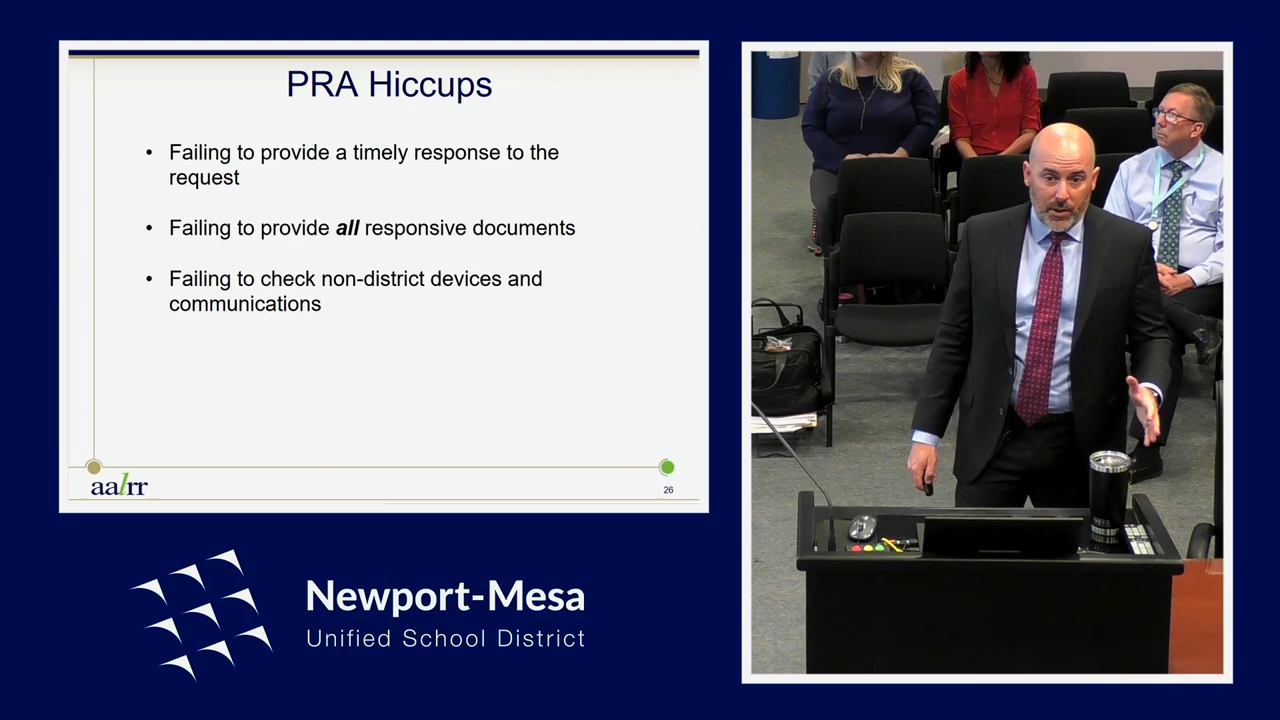 PRA Hiccups
• Failing to provide a timely response to the
request
• Failing to provide all responsive documents
• Failing to check non-district devices and
communications
aalrr
26
Newport-Mesa
Unified School District
YETI